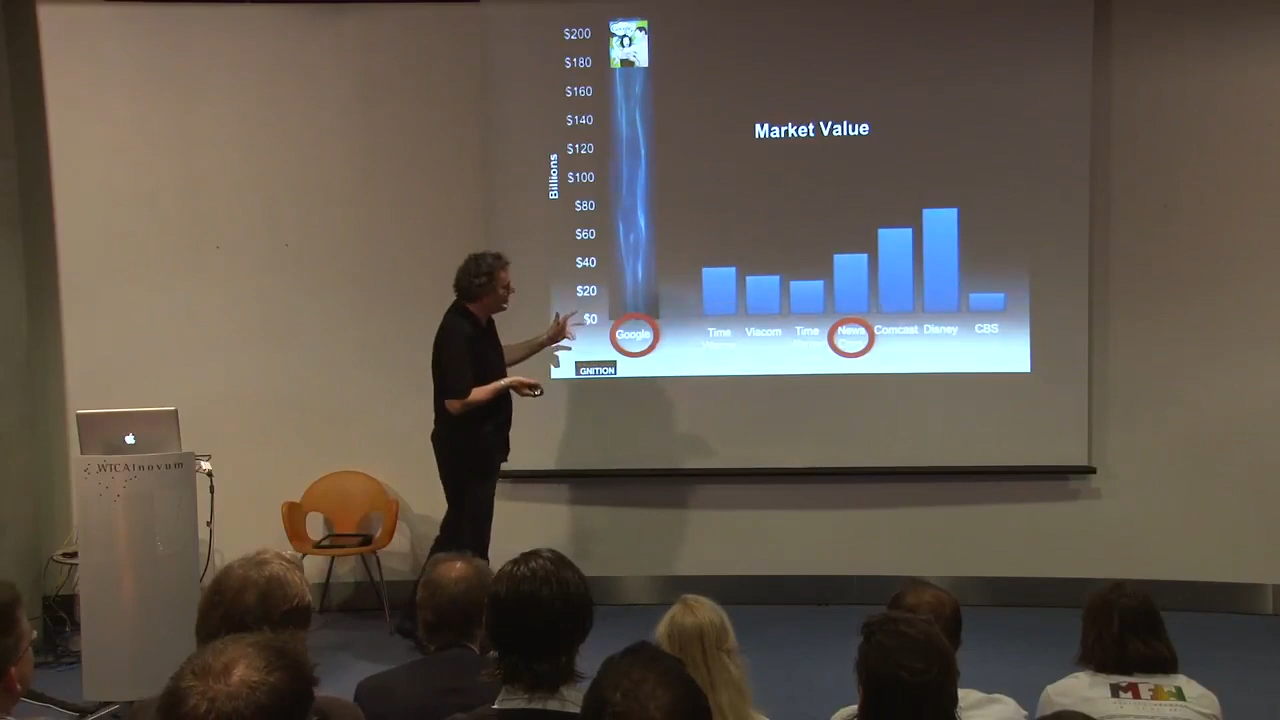 $200
$180
$160
$140
$120
$100
$80
$60
$40
$20
$0
Billions
Market Value
Google
Time
Viacom
Time
News
Comcast
Disney
CBS
GNITION
WTCAlnovum